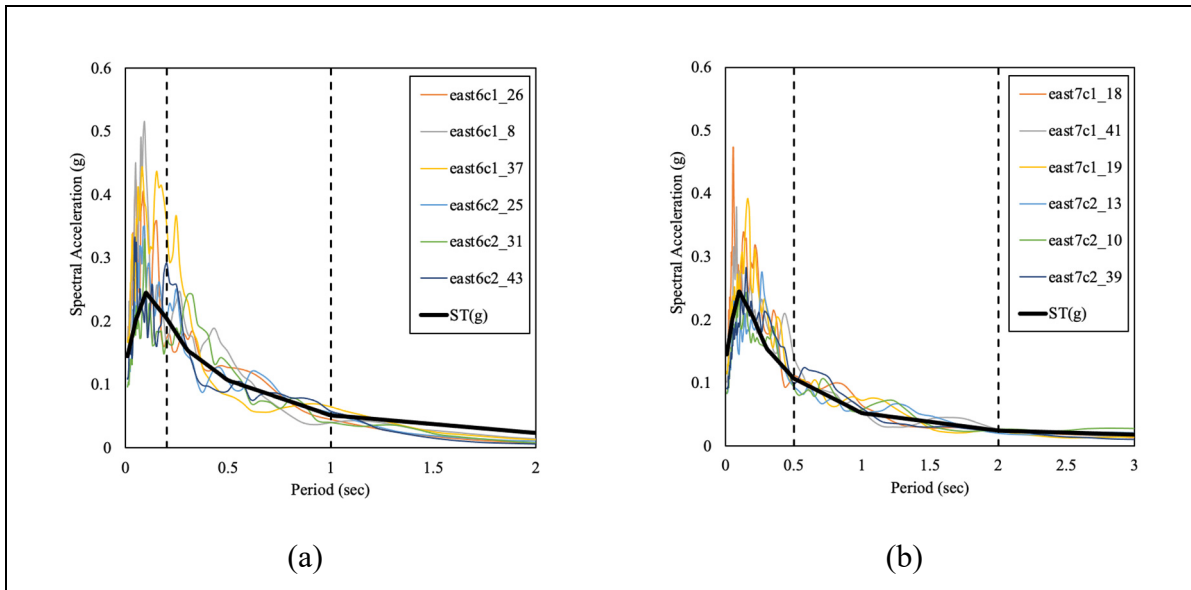 0.6
0.5
0.4
0.3
0.2
0.1
0
Spectral Acceleration (g)
0
0.5
1
1.5
2
Period (sec)
east6c1_26
east6c1_8
east6c1_37
east6c2_25
east6c2_31
east6c2_43
ST(g)
(a)
0.6
0.5
0.4
0.3
0.2
0.1
0
Spectral Acceleration (g)
0
0.5
1
1.5
2
2.5
3
Period (sec)
east7c1_18
east7c1_41
east7c1_19
east7c2_13
east7c2_10
east7c2_39
ST(g)
(b)